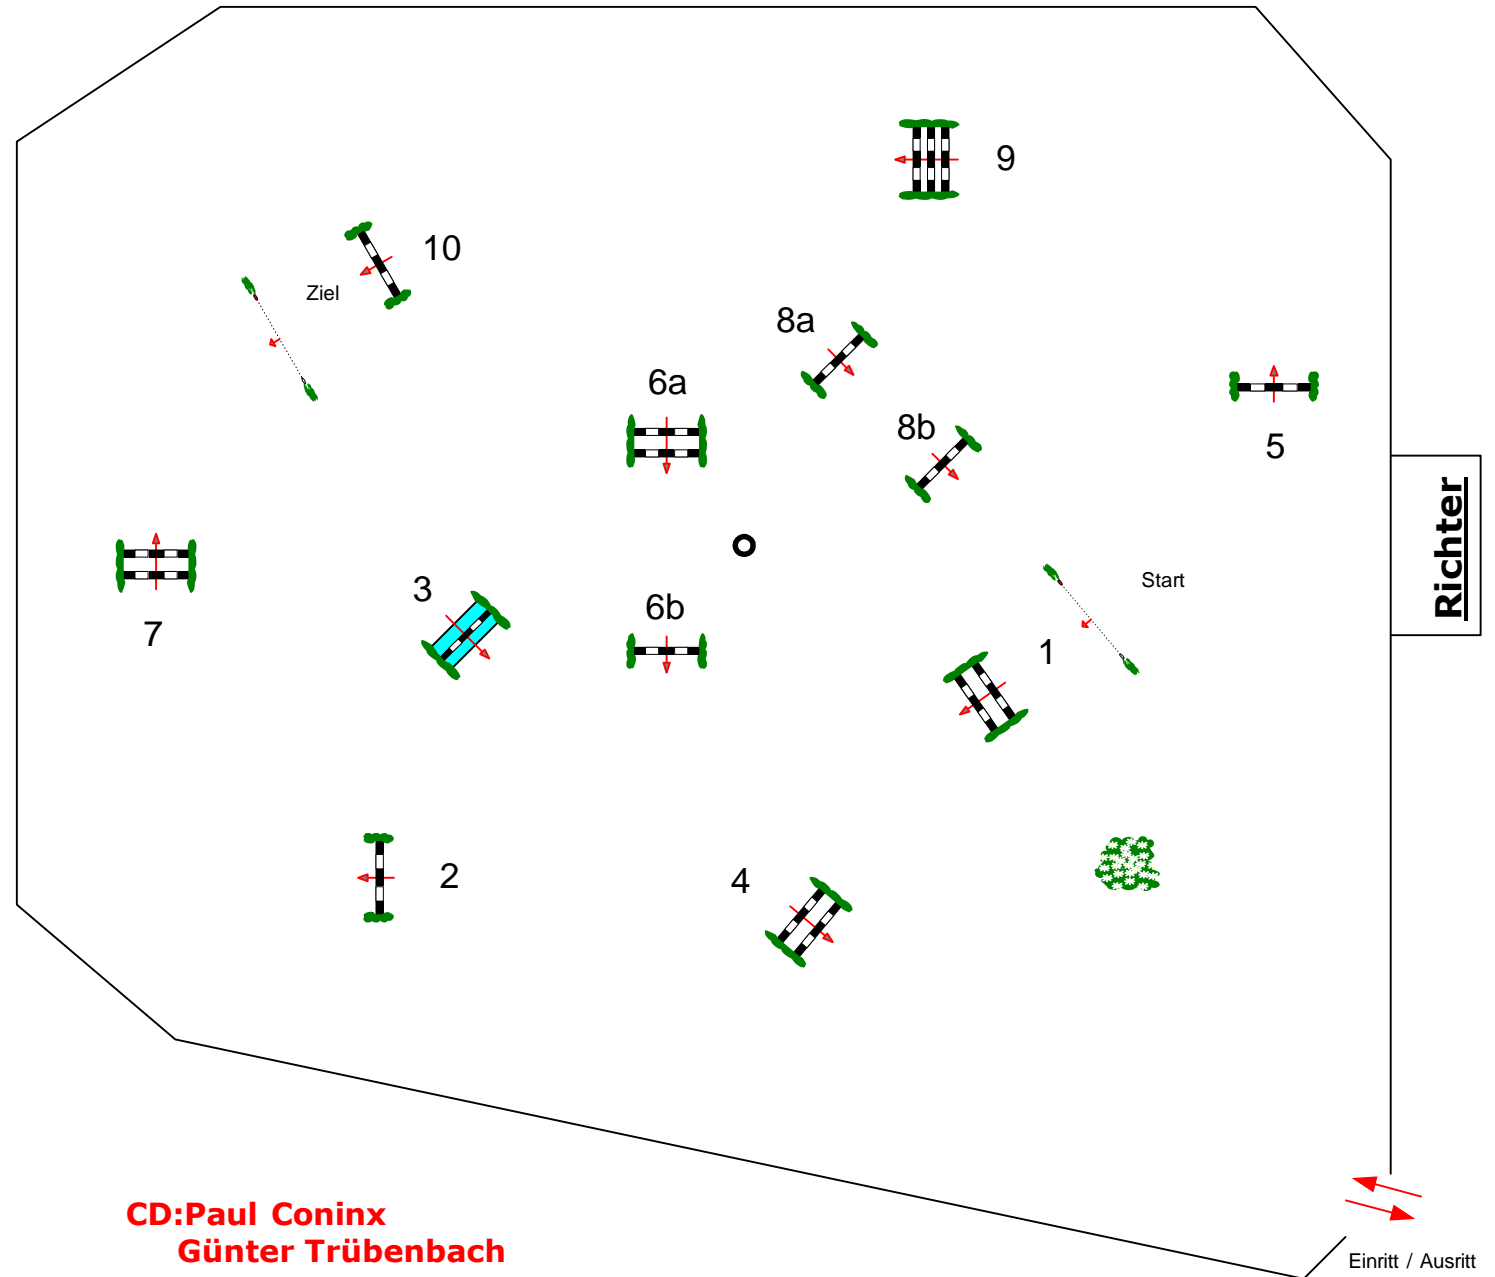 9
10
Ziel
8a
6a
8b
5
Richter
3
Start
6b
7
1
2
4
CD:Paul Coninx
Günter Trübenbach
Einritt / Ausritt